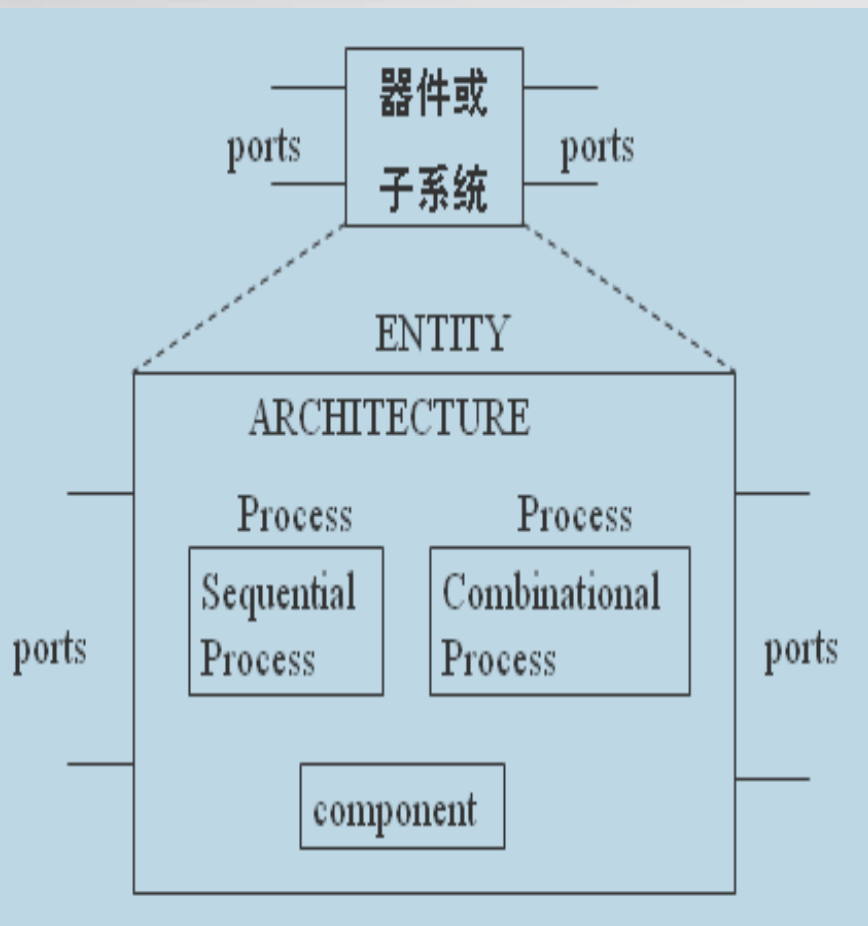 器件或
ports
ports
子系统
ENTITY
ARCHITECTURE
Process
Process
Sequential
Process
Combinational
Process
ports
ports
component